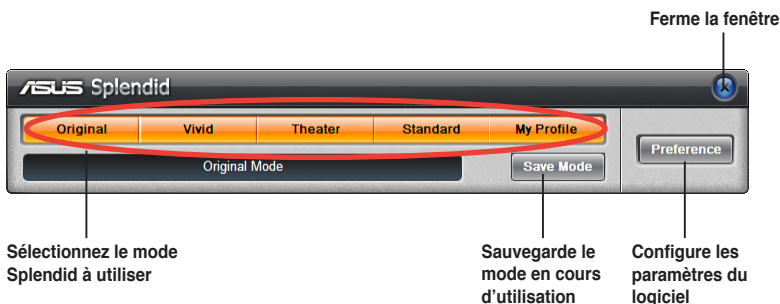 Ferme la fenêtre
ASUS Splendid
Original Vivid Theater Standard My Profile
Preference
Original Mode Save Mode
Sélectionnez le mode
Splendid à utiliser
Sauvegarde le
mode en cours
d'utilisation
Configure les
paramètres du
logiciel